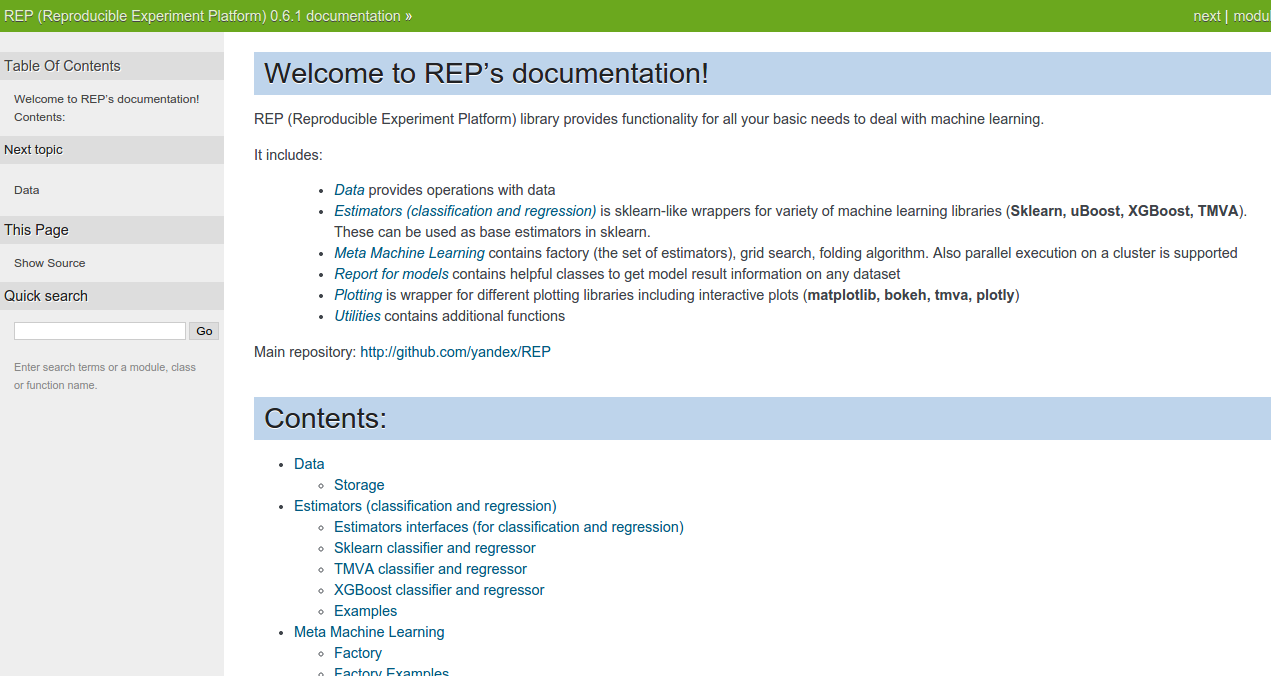 REP (Reproducible Experiment Platform) 0.6.1 documentation »
next | modul
Table Of Contents
Welcome to REP's documentation!
Contents:
Next topic
Data
This Page
Show Source
Quick search
Go
Enter search terms or a module, class
or function name.
Welcome to REP’s documentation!
REP (Reproducible Experiment Platform) library provides functionality for all your basic needs to deal with machine learning.
It includes:
• Data provides operations with data
• Estimators (classification and regression) is sklearn-like wrappers for variety of machine learning libraries (Sklearn, uBoost, XGBoost, TMVA).
These can be used as base estimators in sklearn.
• Meta Machine Learning contains factory (the set of estimators), grid search, folding algorithm. Also parallel execution on a cluster is supported
• Report for models contains helpful classes to get model result information on any dataset
• Plotting is wrapper for different plotting libraries including interactive plots (matplotlib, bokeh, tmva, plotly)
• Utilities contains additional functions
Main repository: http://github.com/yandex/REP
Contents:
• Data
◦ Storage
• Estimators (classification and regression)
◦ Estimators interfaces (for classification and regression)
◦ Sklearn classifier and regressor
◦ TMVA classifier and regressor
◦ XGBoost classifier and regressor
◦ Examples
• Meta Machine Learning
◦ Factory
◦ Factory Examples